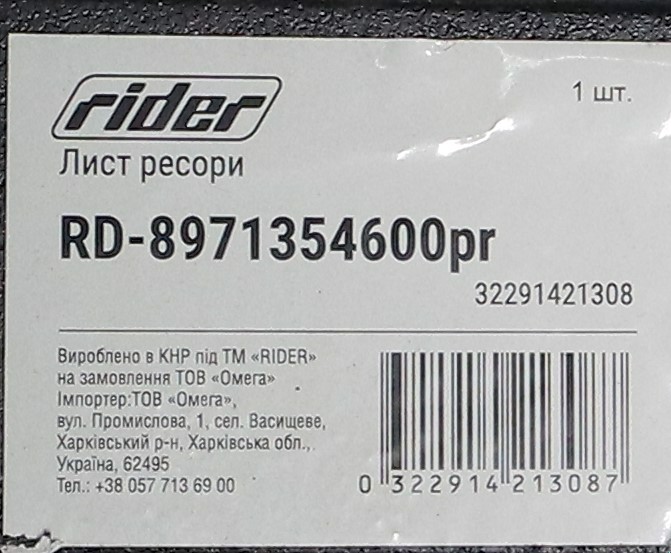 rider
1 шт.
Лист ресори
RD-8971354600pr
32291421308
Вироблено в КНР під ТМ «RIDER»
на замовлення ТОВ «Омега»
Імпортер:ТОВ «Омега»,
вул. Промислова, 1, сел. Васищеве,
Харківський р-н, Харківська обл.,
Україна, 62495
Тел.: +38 057 713 69 00
0 322914 213087